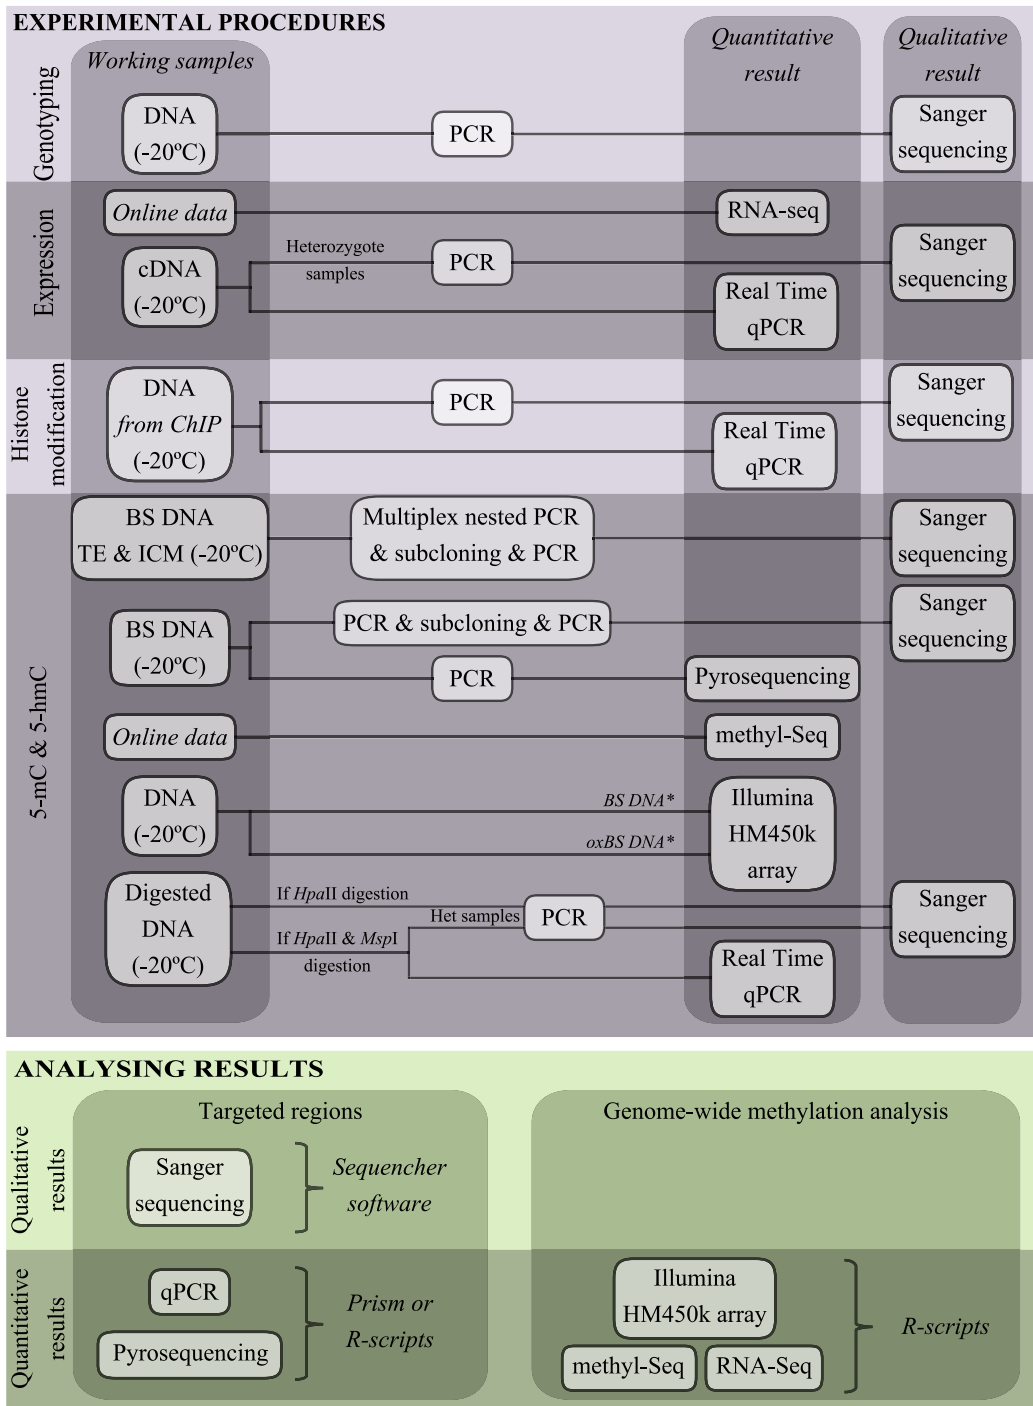 EXPERIMENTAL PROCEDURES
Working samples
Quantitative
result
Qualitative
result
Genotyping
DNA
(-20ºC)
PCR
Sanger
sequencing
Expression
Online data
RNA-seq
cDNA
(-20ºC)
Heterozygote
samples
PCR
Sanger
sequencing
Real Time
qPCR
Histone
modification
DNA
from ChIP
(-20ºC)
PCR
Sanger
sequencing
Real Time
qPCR
5-mC & 5-hmC
BS DNA
TE & ICM (-20ºC)
Multiplex nested PCR
& subcloning & PCR
Sanger
sequencing
BS DNA
(-20ºC)
PCR & subcloning & PCR
Sanger
sequencing
PCR
Pyrosequencing
Online data
methyl-Seq
DNA
(-20ºC)
BS DNA*
oxBS DNA*
Illumina
HM450k
array
Digested
DNA
(-20ºC)
If HpaII digestion
If HpaII & MspI
digestion
Het samples
PCR
Sanger
sequencing
Real Time
qPCR
ANALYSING RESULTS
Targeted regions
Genome-wide methylation analysis
Qualitative
results
Sanger
sequencing
Sequencher
software
Quantitative
results
qPCR
Pyrosequencing
Prism or
R-scripts
Illumina
HM450k array
methyl-Seq
RNA-Seq
R-scripts